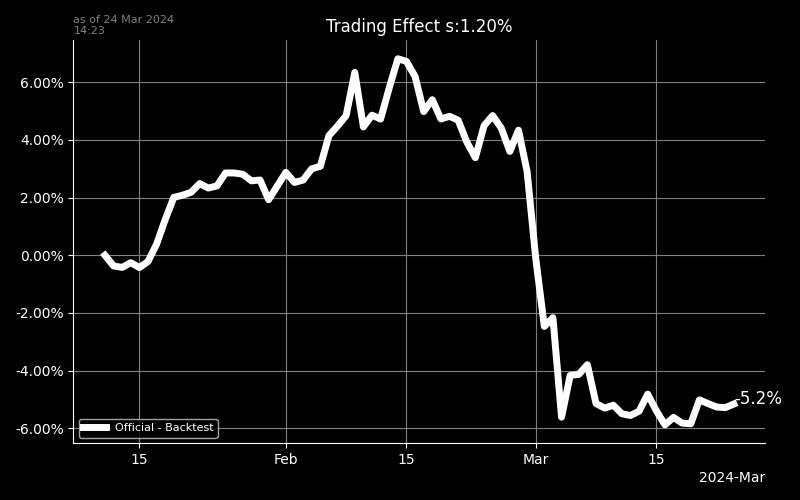 as of 24 Mar 2024
14:23
Trading Effect s:1.20%
6.00%
4.00%
2.00%
0.00%
-2.00%
-4.00%
-6.00%
-5.2%
Official - Backtest
15
Feb
15
Mar
15
2024-Mar